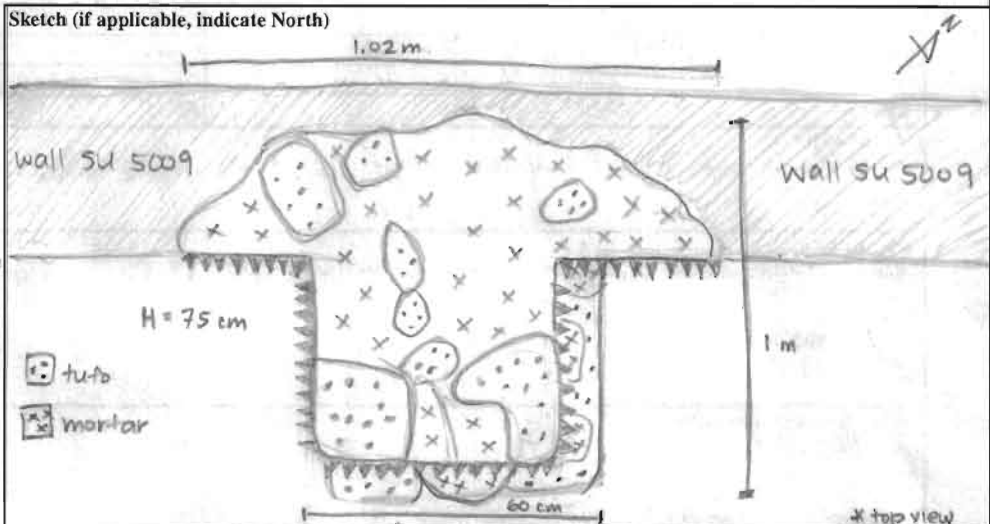 Sketch (if applicable, indicate North)
N
1.02 m
wall SU 5009
wall SU 5009
H = 75 cm
1 m
tufo
mortar
60 cm
* top view